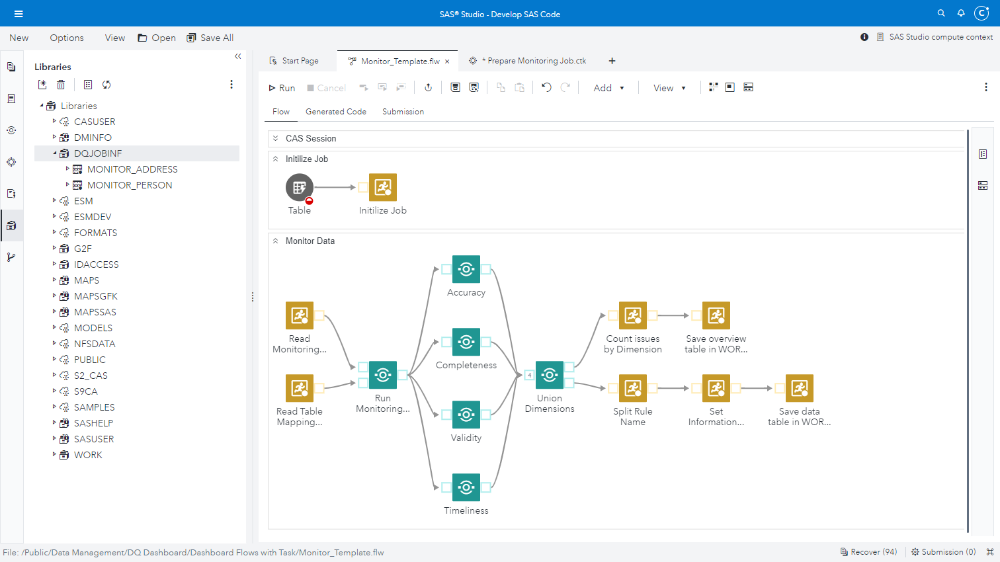 SAS® Studio - Develop SAS Code
C
New Options View Open Save All
SAS Studio compute context
Libraries
Libraries
CASUSER
DMINFO
DQJOBINF
MONITOR_ADDRESS
MONITOR_PERSON
ESM
ESMDEV
FORMATS
G2F
IDACCESS
MAPS
MAPSGFK
MAPSSAS
MODELS
NFSDATA
PUBLIC
S2_CAS
S9CA
SAMPLES
SASHELP
SASUSER
WORK
Start Page
Monitor_Template.flw ×
* Prepare Monitoring Job.ctk
+
Run Cancel Add View
Flow Generated Code Submission
CAS Session
Initilize Job
Table
Initilize Job
Monitor Data
Accuracy
Read
Monitoring...
Count issues
by Dimension
Save overview
table in WOR...
Completeness
4
Read Table
Mapping...
Run
Monitoring...
Union
Dimensions
Split Rule
Name
Set
Information...
Save data
table in WOR...
Validity
Timeliness
File: /Public/Data Management/DQ Dashboard/Dashboard Flows with Task/Monitor_Template.flw
Recover (94)
Submission (0)